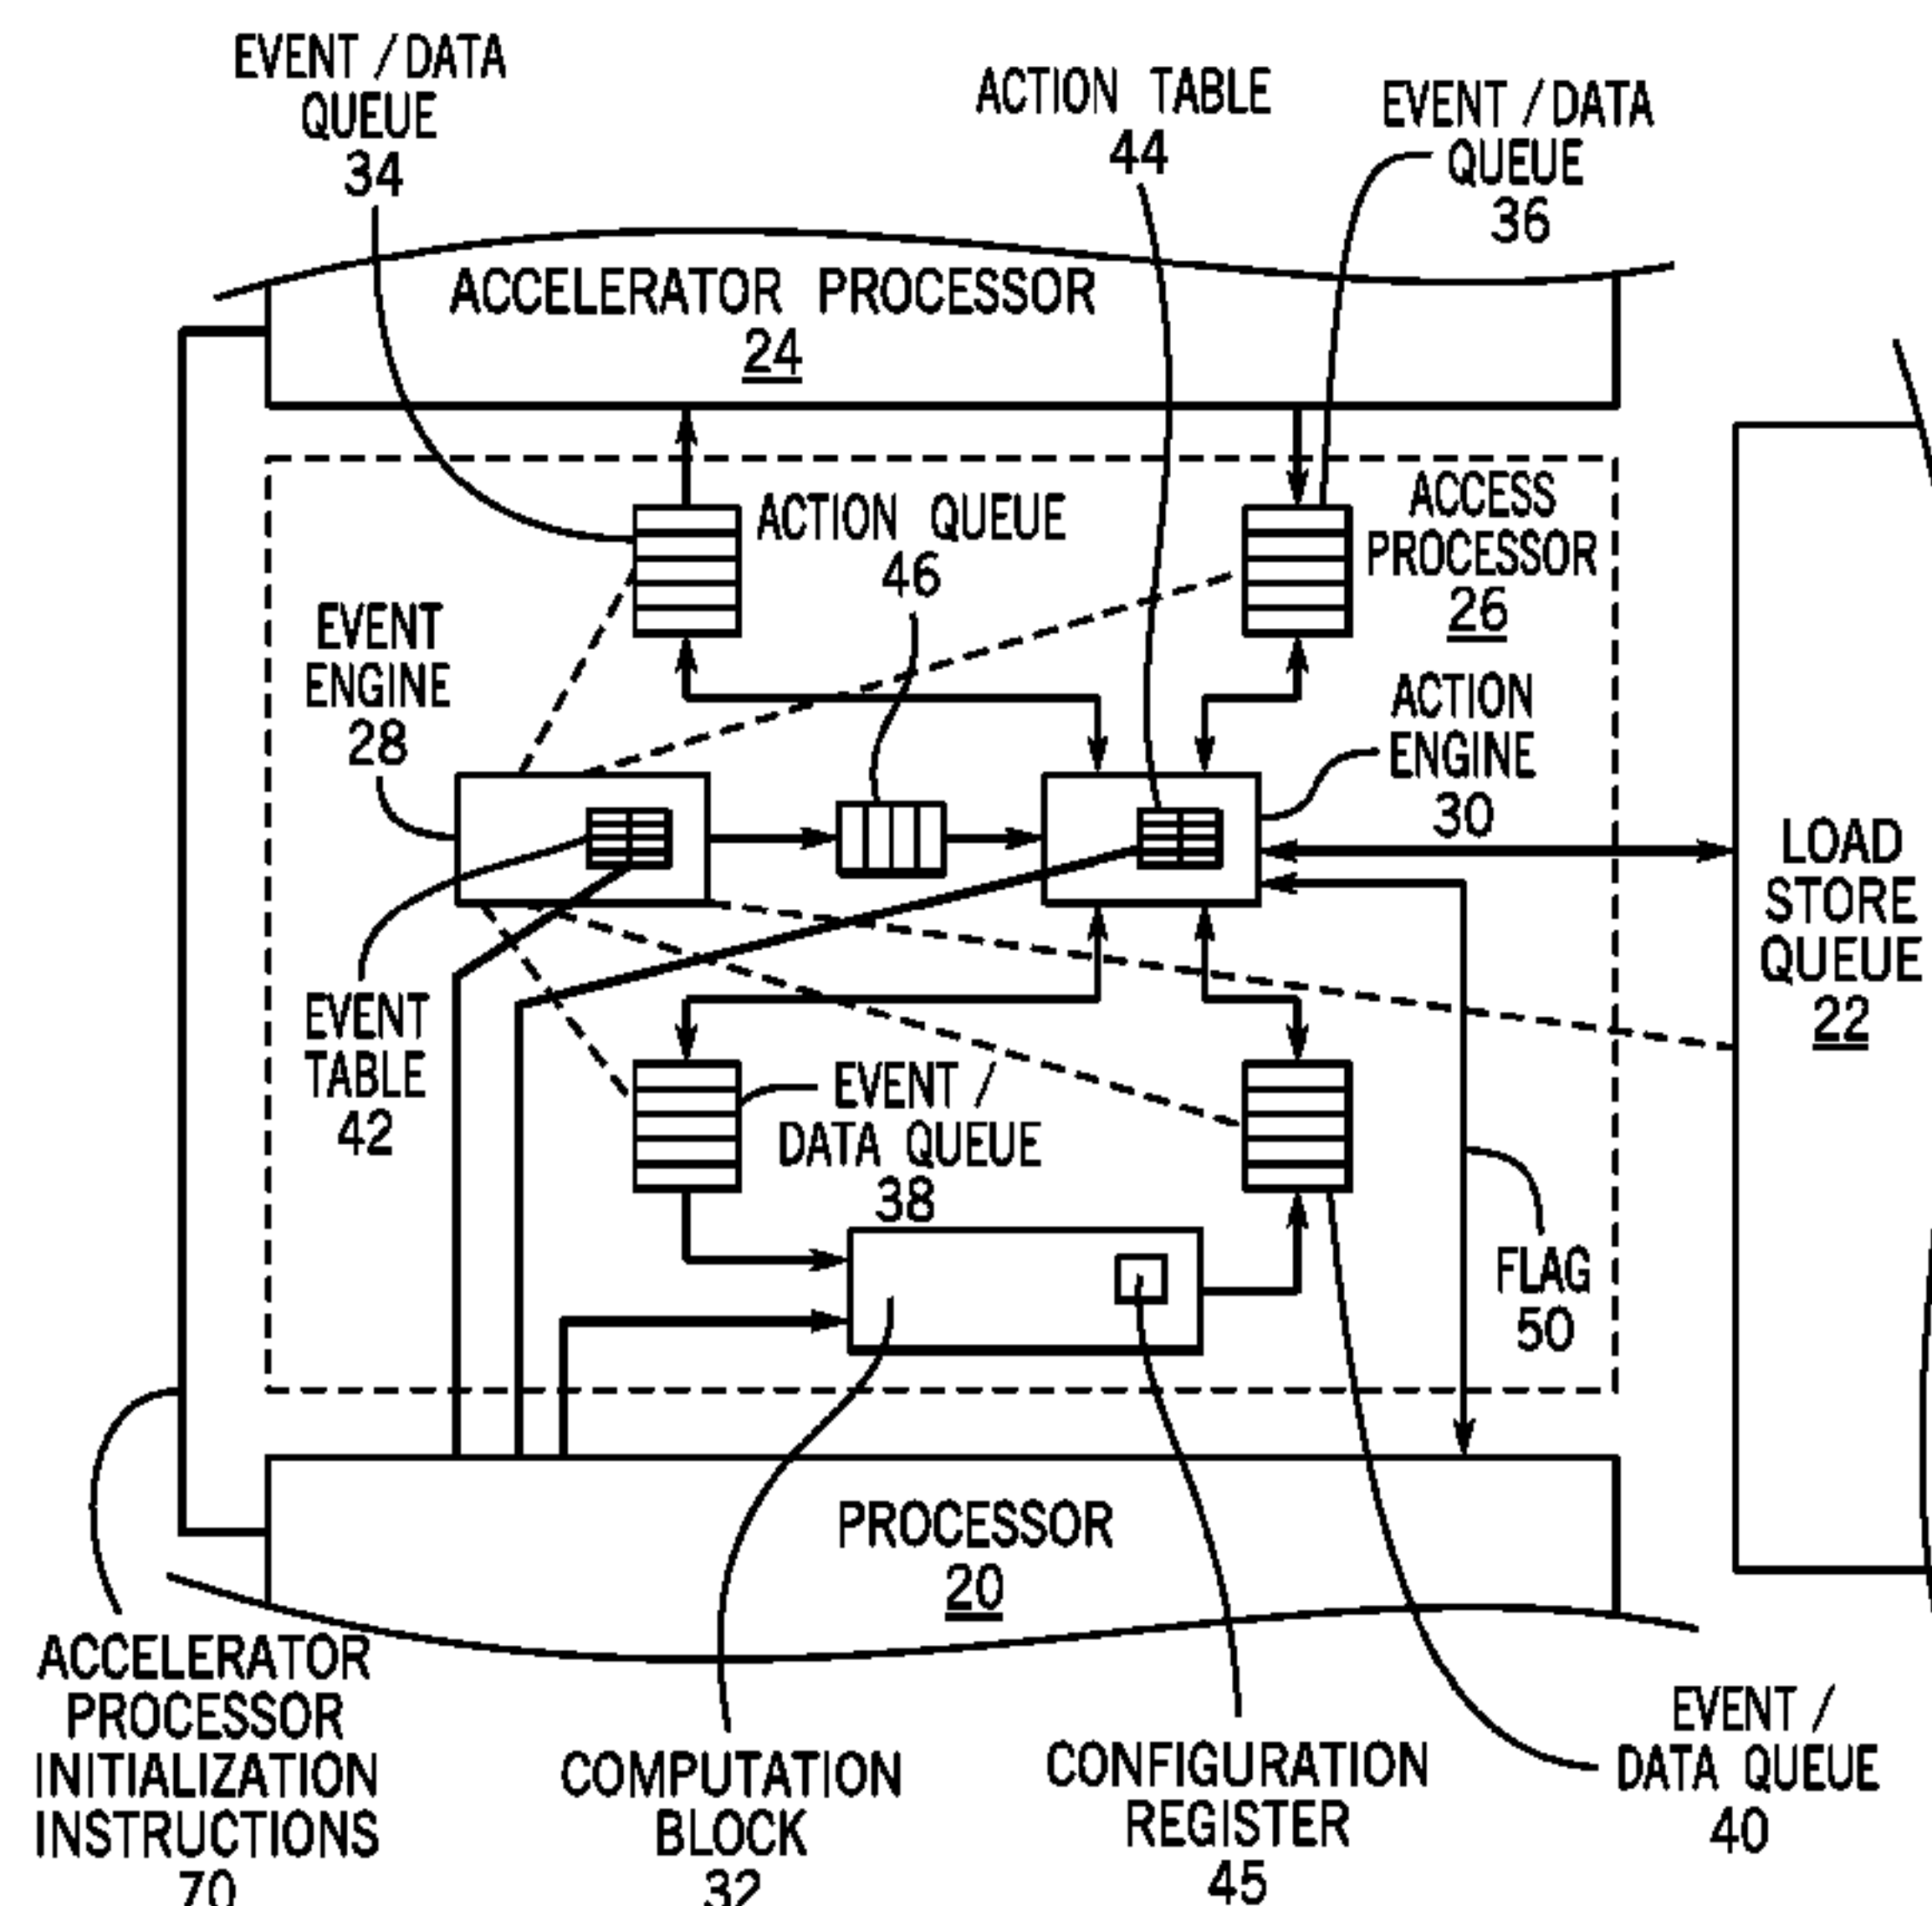 EVENT / DATA
QUEUE
34
ACTION TABLE
44
EVENT / DATA
QUEUE
36
ACCELERATOR PROCESSOR
24
ACTION QUEUE
46
ACCESS
PROCESSOR
26
EVENT
ENGINE
28
ACTION
ENGINE
30
LOAD
STORE
QUEUE
22
EVENT
TABLE
42
EVENT /
DATA QUEUE
38
FLAG
50
PROCESSOR
20
ACCELERATOR
PROCESSOR
INITIALIZATION
INSTRUCTIONS
70
COMPUTATION
BLOCK
32
CONFIGURATION
REGISTER
45
EVENT /
DATA QUEUE
40